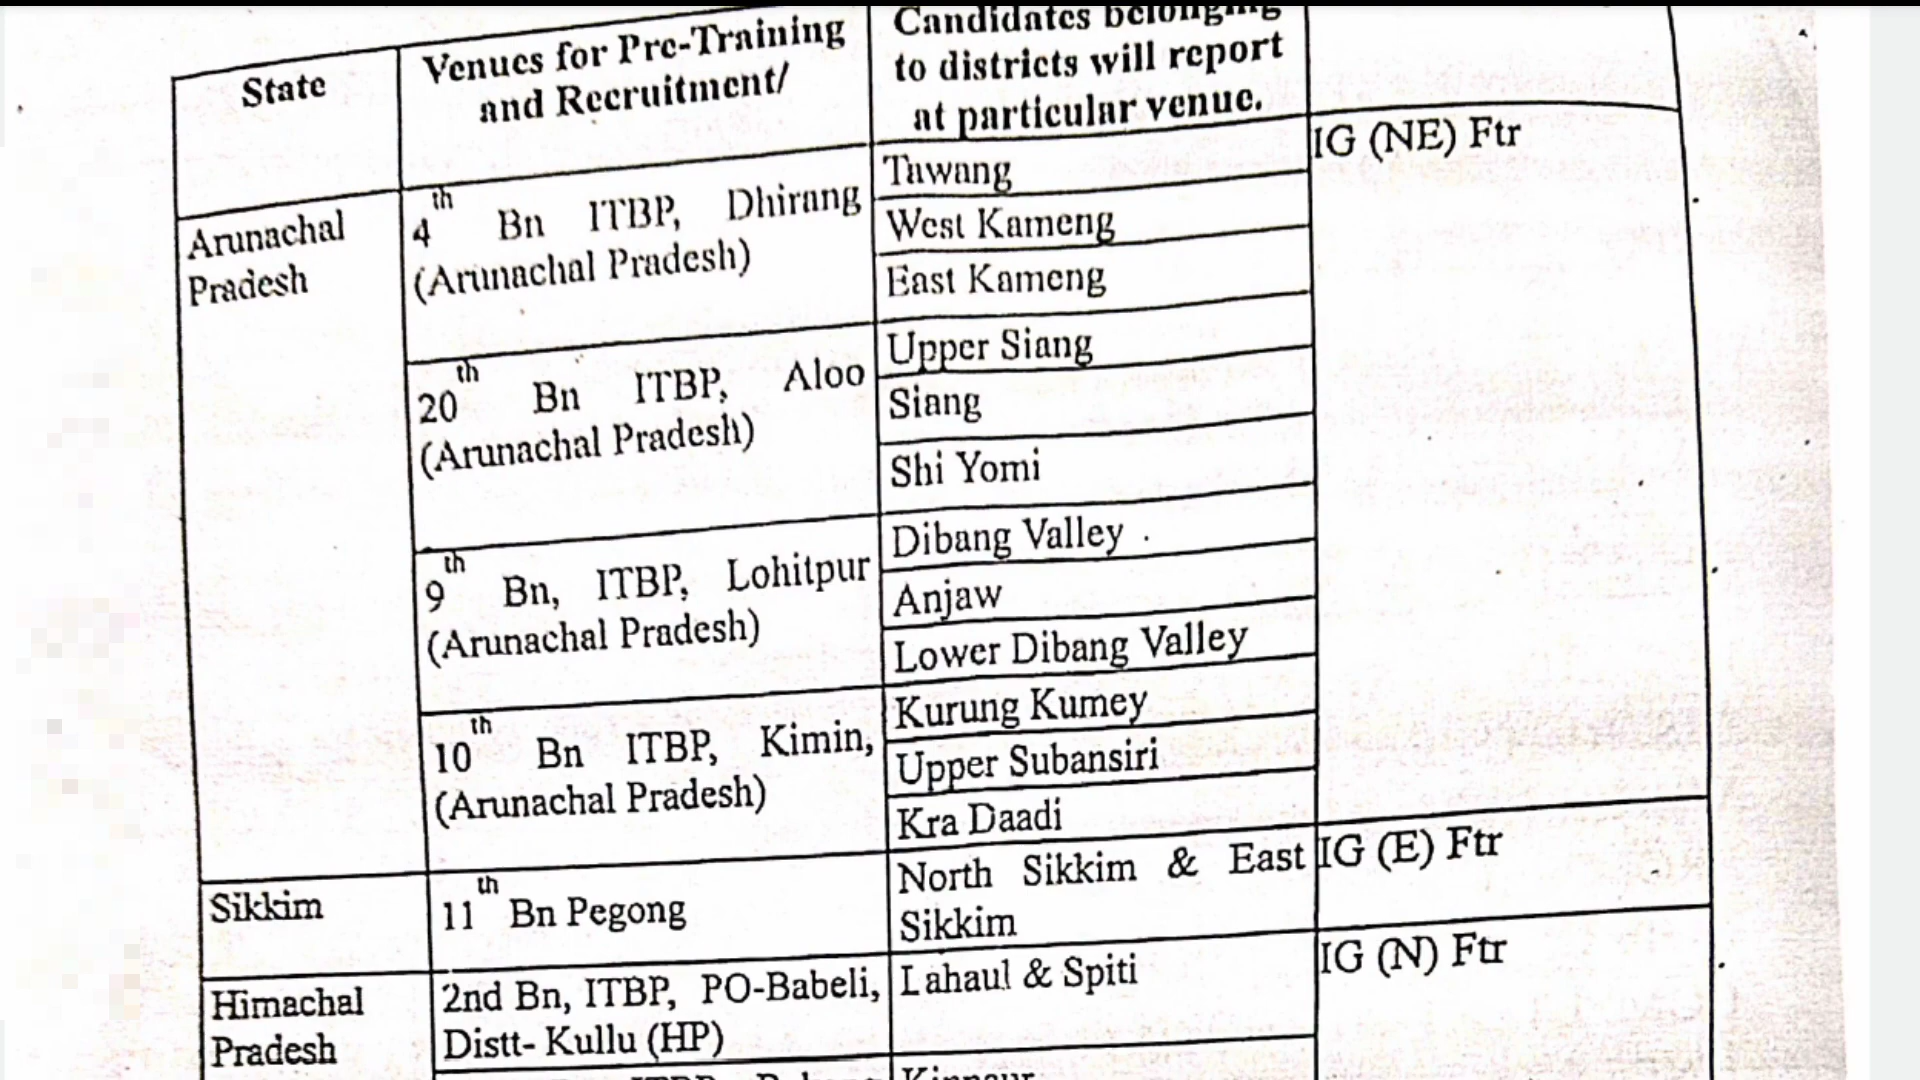 State
Venues for Pre-Training
and Recruitment/
Candidates belonging
to districts will report
at particular venue.
Arunachal
Pradesh
4th Bn ITBP, Dhirang
(Arunachal Pradesh)
Tawang
West Kameng
East Kameng
IG (NE) Ftr
20th Bn ITBP, Aloo
(Arunachal Pradesh)
Upper Siang
Siang
Shi Yomi
9th Bn, ITBP, Lohitpur
(Arunachal Pradesh)
Dibang Valley
Anjaw
Lower Dibang Valley
10th Bn ITBP, Kimin,
(Arunachal Pradesh)
Kurung Kumey
Upper Subansiri
Kra Daadi
Sikkim
11th Bn Pegong
North Sikkim & East
Sikkim
IG (E) Ftr
Himachal
Pradesh
2nd Bn, ITBP, PO-Babeli,
Distt- Kullu (HP)
Lahaul & Spiti
IG (N) Ftr
ITBP
Kinnaur